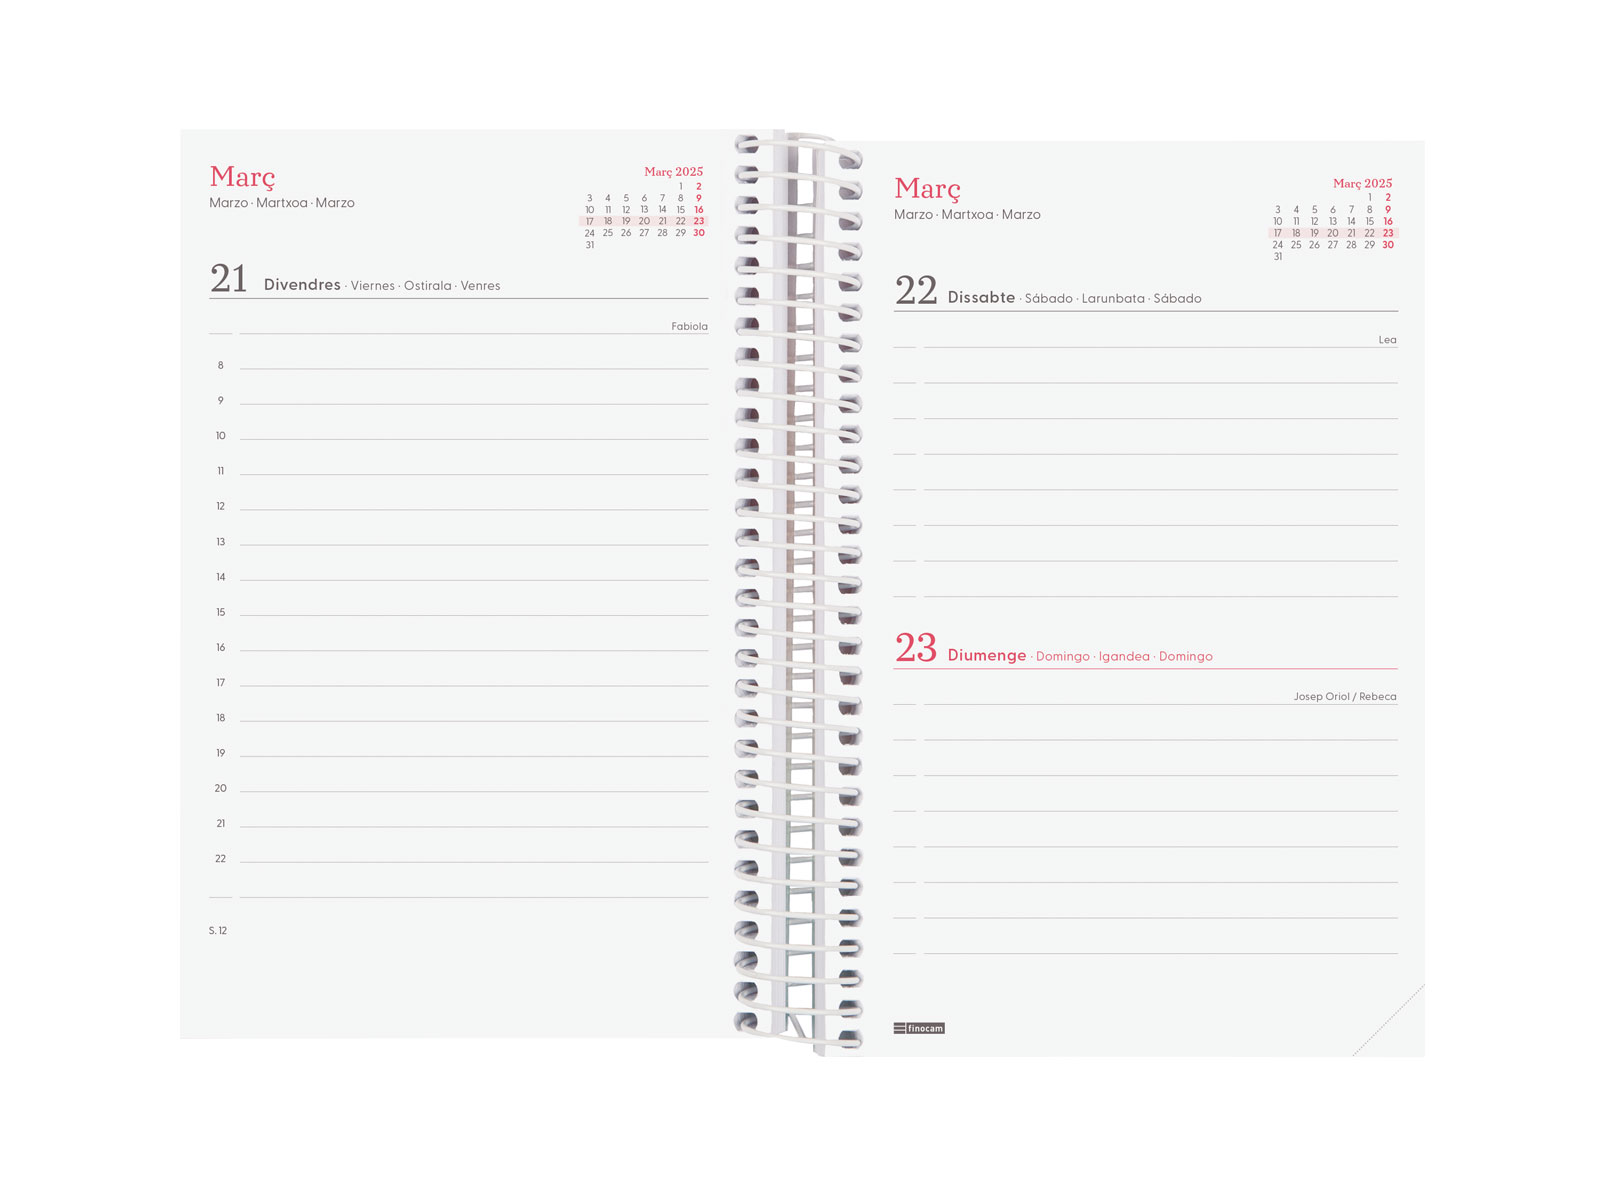 Març
Marzo · Martxoa · Marzo
Març 2025
1 2
3 4 5 6 7 8 9
10 11 12 13 14 15 16
17 18 19 20 21 22 23
24 25 26 27 28 29 30
31
21 Divendres · Viernes · Ostirala · Venres
Fabiola
8
9
10
11
12
13
14
15
16
17
18
19
20
21
22
S. 12
Març
Marzo · Martxoa · Marzo
Març 2025
1 2
3 4 5 6 7 8 9
10 11 12 13 14 15 16
17 18 19 20 21 22 23
24 25 26 27 28 29 30
31
22 Dissabte · Sábado · Larunbata · Sábado
Lea
23 Diumenge · Domingo · Igandea · Domingo
Josep Oriol / Rebeca
finocam